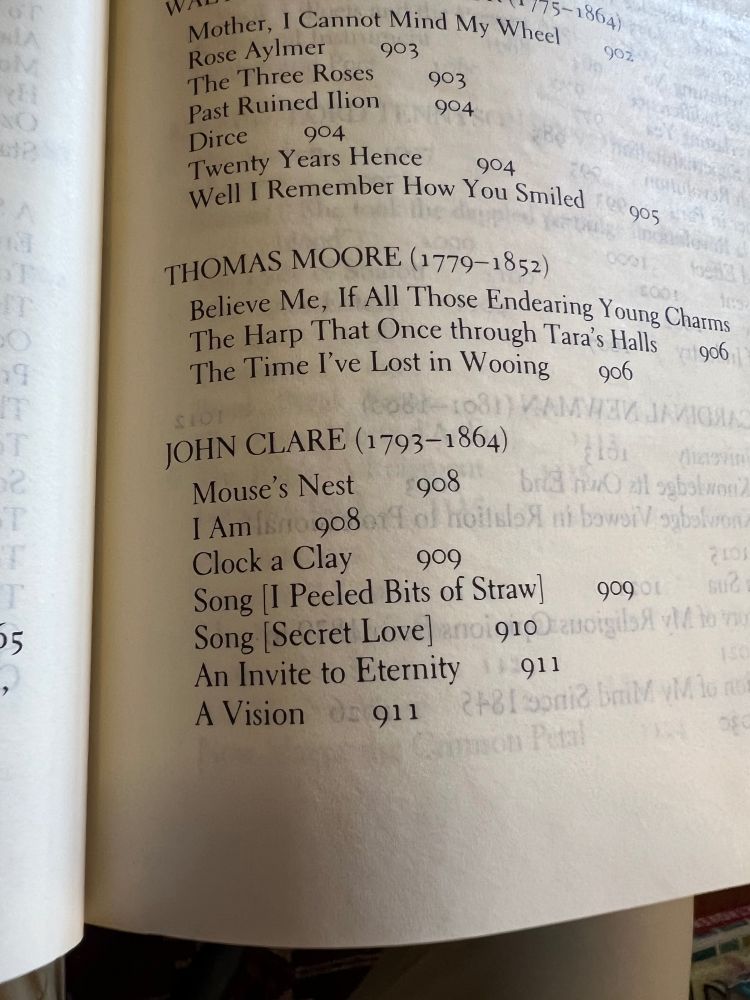 (1775–1864)
Mother, I Cannot Mind My Wheel 902
Rose Aylmer 903
The Three Roses 903
Past Ruined Ilion 904
Dirce 904
Twenty Years Hence 904
Well I Remember How You Smiled 905
THOMAS MOORE (1779–1852)
Believe Me, If All Those Endearing Young Charms
The Harp That Once through Tara's Halls 906
The Time I've Lost in Wooing 906
JOHN CLARE (1793–1864)
Mouse's Nest 908
I Am 908
Clock a Clay 909
Song [I Peeled Bits of Straw] 909
Song [Secret Love] 910
An Invite to Eternity 911
A Vision 911